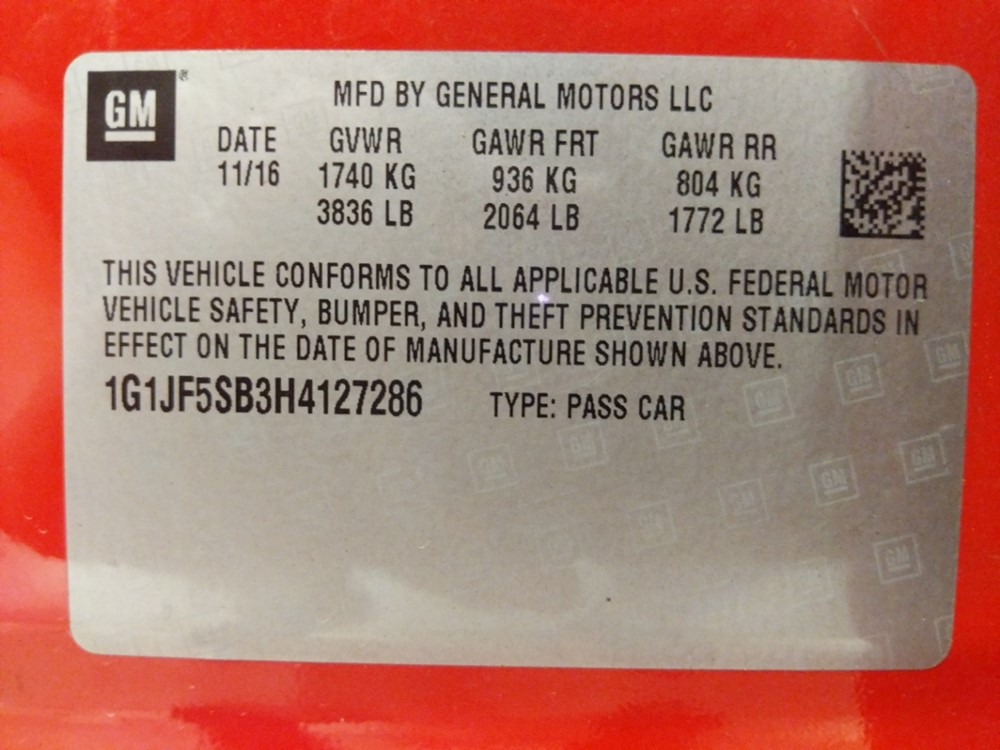 GM®
MFD BY GENERAL MOTORS LLC
DATE GVWR GAWR FRT GAWR RR
11/16 1740 KG 936 KG 804 KG
3836 LB 2064 LB 1772 LB
THIS VEHICLE CONFORMS TO ALL APPLICABLE U.S. FEDERAL MOTOR
VEHICLE SAFETY, BUMPER, AND THEFT PREVENTION STANDARDS IN
EFFECT ON THE DATE OF MANUFACTURE SHOWN ABOVE.
1G1JF5SB3H4127286 TYPE: PASS CAR